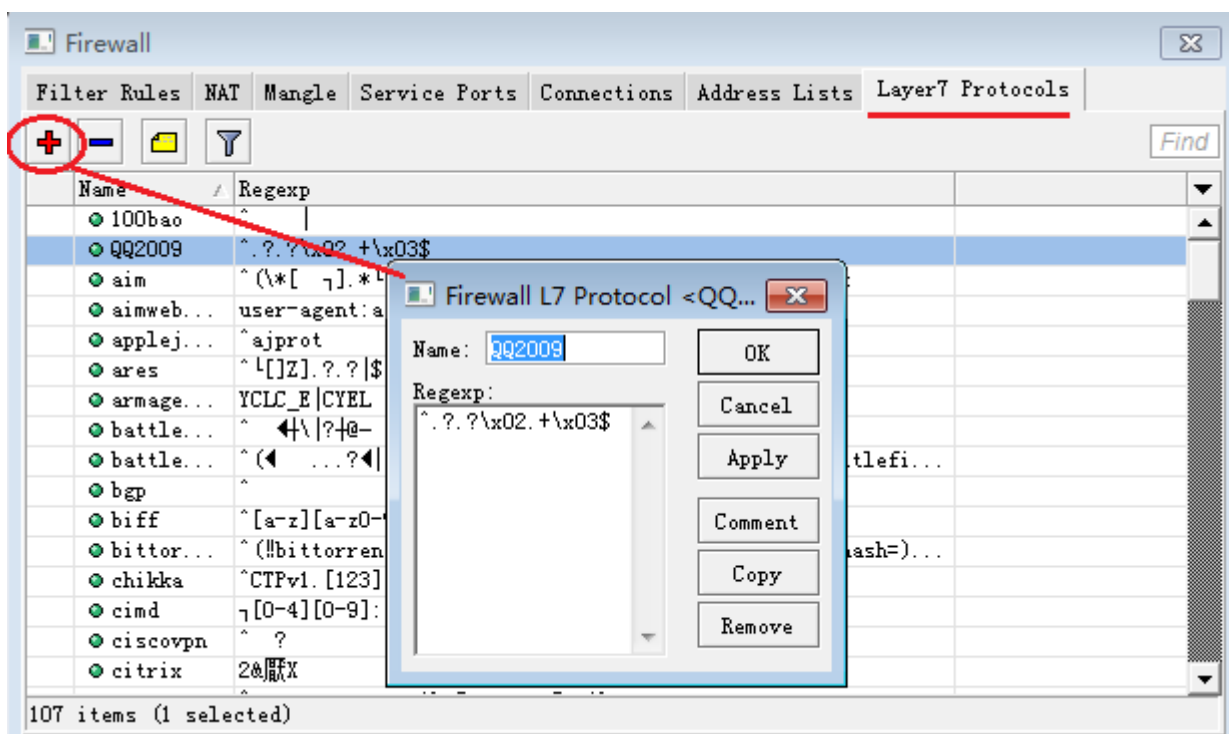 Firewall
Filter Rules NAT Mangle Service Ports Connections Address Lists Layer7 Protocols
Find
Name Regexp
100bao ^
QQ2009 ^.?.?\x02.+\x03$
aim ^(\*[ ┐].*└
aimweb... user-agent:a
applej... ^ajprot
ares ^└[]Z].?.?|$
armage... YCLC_E|CYEL
battle...
battle... tlefi...
bgp ^
biff ^[a-z][a-z0-
bittor... ^(‼bittorren ash=)...
chikka ^CTPv1.[123]
cimd ┐[0-4][0-9]:
ciscovpn ^ ?
citrix
107 items (1 selected)
Firewall L7 Protocol <QQ...
Name: QQ2009
Regexp:
^.?.?\x02.+\x03$
OK
Cancel
Apply
Comment
Copy
Remove